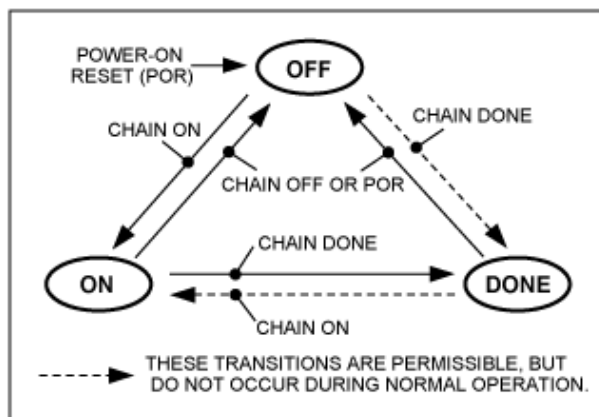 POWER-ON
RESET (POR)
OFF
CHAIN ON
CHAIN DONE
CHAIN OFF OR POR
CHAIN DONE
ON
DONE
CHAIN ON
THESE TRANSITIONS ARE PERMISSIBLE, BUT
DO NOT OCCUR DURING NORMAL OPERATION.